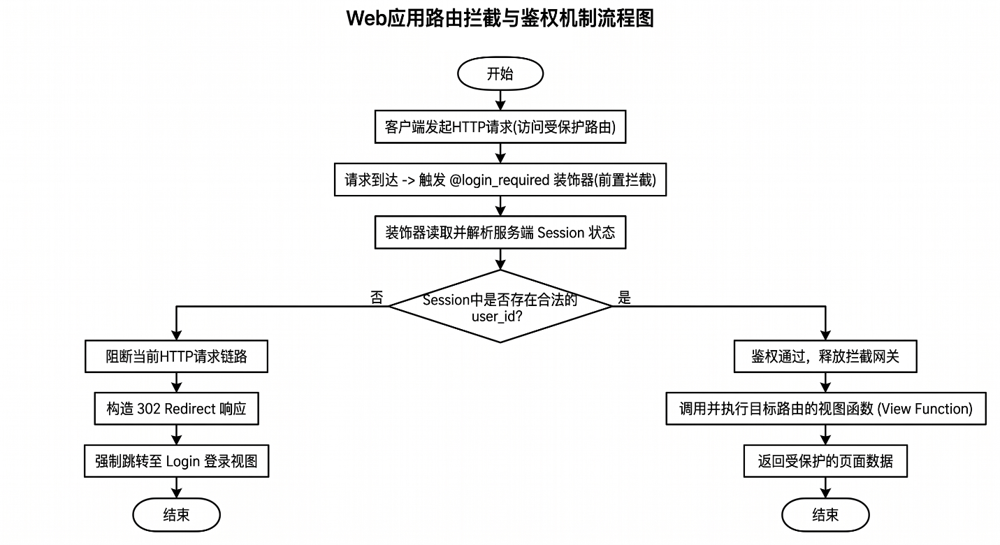 Web应用路由拦截与鉴权机制流程图
开始
客户端发起HTTP请求(访问受保护路由)
请求到达 -> 触发 @login_required 装饰器(前置拦截)
装饰器读取并解析服务端 Session 状态
Session中是否存在合法的
user_id?
否
阻断当前HTTP请求链路
构造 302 Redirect 响应
强制跳转至 Login 登录视图
结束
是
鉴权通过，释放拦截网关
调用并执行目标路由的视图函数 (View Function)
返回受保护的页面数据
结束